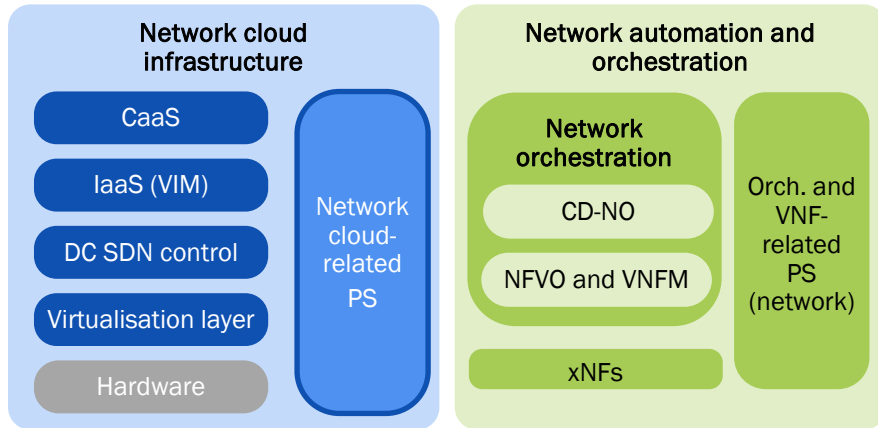 Network cloud
infrastructure
CaaS
IaaS (VIM)
DC SDN control
Virtualisation layer
Hardware
Network
cloud-
related
PS
Network automation and
orchestration
Network
orchestration
CD-NO
NFVO and VNFM
xNFs
Orch. and
VNF-
related
PS
(network)